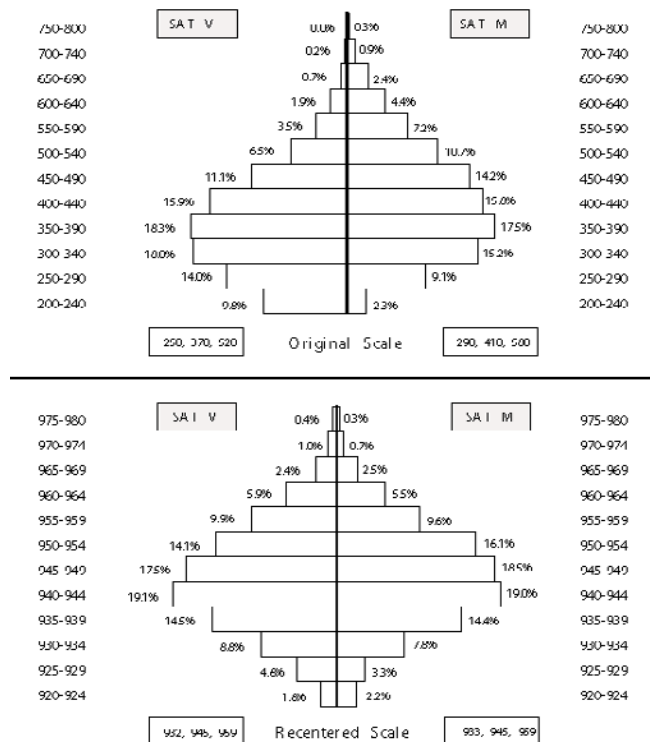 SAT V SAT M
750-800 0.0% 0.3% 750-800
700-740 0.2% 0.9% 700-740
650-690 0.7% 2.4% 650-690
600-640 1.9% 4.4% 600-640
550-590 3.5% 7.2% 550-590
500-540 6.5% 10.7% 500-540
450-490 11.1% 14.2% 450-490
400-440 15.9% 15.8% 400-440
350-390 18.3% 17.5% 350-390
300-340 18.0% 15.2% 300-340
250-290 14.0% 9.1% 250-290
200-240 9.8% 2.3% 200-240
250, 370, 520 Original Scale 290, 410, 580
SAT V SAT M
975-980 0.4% 0.3% 975-980
970-974 1.0% 0.7% 970-974
965-969 2.4% 2.5% 965-969
960-964 5.9% 5.5% 960-964
955-959 9.9% 9.6% 955-959
950-954 14.1% 16.1% 950-954
945-949 17.5% 18.5% 945-949
940-944 19.1% 19.0% 940-944
935-939 14.5% 14.4% 935-939
930-934 8.8% 7.8% 930-934
925-929 4.6% 3.3% 925-929
920-924 1.6% 2.2% 920-924
932, 945, 959 Recentered Scale 933, 945, 959